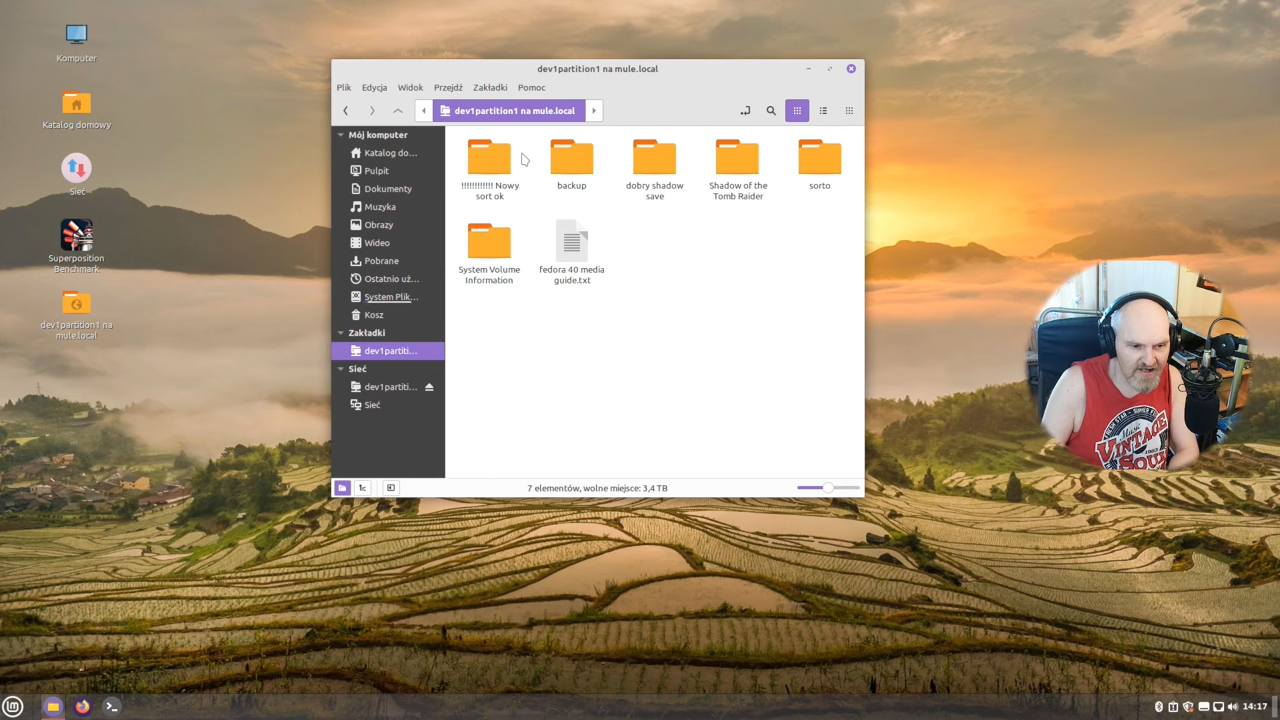 Komputer
Katalog domowy
Sieć
Superposition
Benchmark
dev1partition1 na
mule.local
dev1partition1 na mule.local
Plik Edycja Widok Przejdź Zakładki Pomoc
dev1partition1 na mule.local
Mój komputer
Katalog do...
Pulpit
Dokumenty
Muzyka
Obrazy
Wideo
Pobrane
Ostatnio uż...
System Plik...
Kosz
Zakładki
dev1partiti...
Sieć
dev1partiti...
Sieć
!!!!!!!!!!!! Nowy
sort ok
backup
dobry shadow
save
Shadow of the
Tomb Raider
sorto
System Volume
Information
fedora 40 media
guide.txt
7 elementów, wolne miejsce: 3,4 TB
VINTAGE
14:17